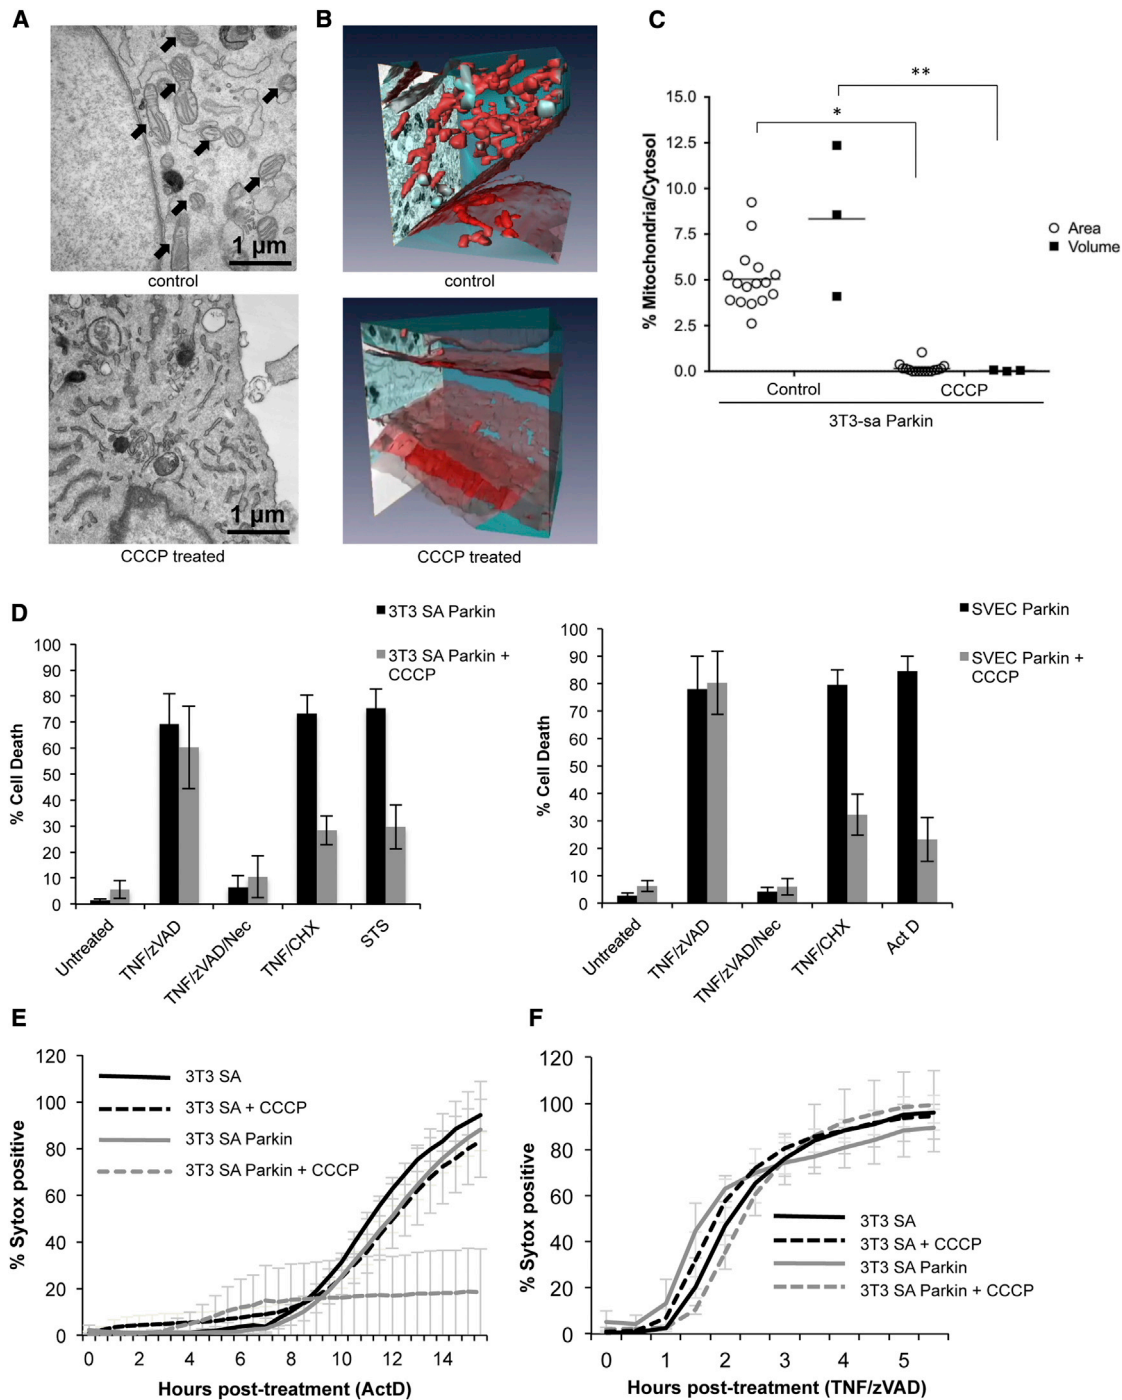 A
1 µm
control
1 µm
CCCP treated
B
control
CCCP treated
C
**
*
15.0
12.5
10.0
7.5
5.0
2.5
0.0
% Mitochondria/Cytosol
Area
Volume
Control
CCCP
3T3-sa Parkin
D
3T3 SA Parkin
3T3 SA Parkin +
CCCP
100
90
80
70
60
50
40
30
20
10
0
% Cell Death
Untreated
TNF/zVAD
TNF/zVAD/Nec
TNF/CHX
STS
SVEC Parkin
SVEC Parkin +
CCCP
100
90
80
70
60
50
40
30
20
10
0
% Cell Death
Untreated
TNF/zVAD
TNF/zVAD/Nec
TNF/CHX
Act D
E
120
100
80
60
40
20
0
% Sytox positive
3T3 SA
3T3 SA + CCCP
3T3 SA Parkin
3T3 SA Parkin + CCCP
0 2 4 6 8 10 12 14
Hours post-treatment (ActD)
F
120
100
80
60
40
20
0
% Sytox positive
3T3 SA
3T3 SA + CCCP
3T3 SA Parkin
3T3 SA Parkin + CCCP
0 1 2 3 4 5
Hours post-treatment (TNF/zVAD)